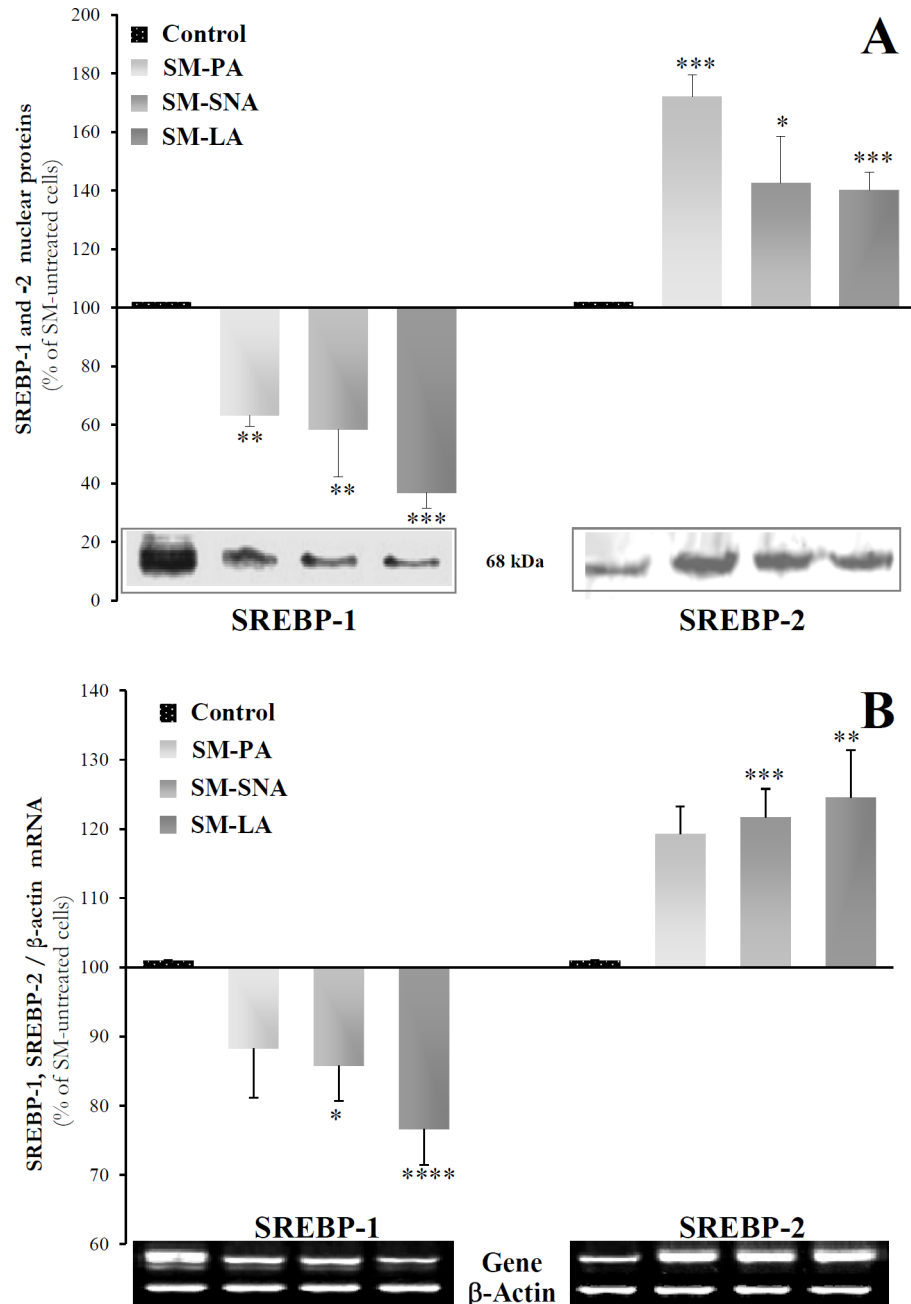 A
Control
SM-PA
SM-SNA
SM-LA
SREBP-1 and -2 nuclear proteins
(% of SM-untreated cells)
200
180
160
140
120
100
80
60
40
20
0
***
*
***
**
**
***
68 kDa
SREBP-1
SREBP-2
B
Control
SM-PA
SM-SNA
SM-LA
SREBP-1, SREBP-2 / β-actin mRNA
(% of SM-untreated cells)
140
130
120
110
100
90
80
70
60
***
**
*
****
SREBP-1
SREBP-2
Gene
β-Actin